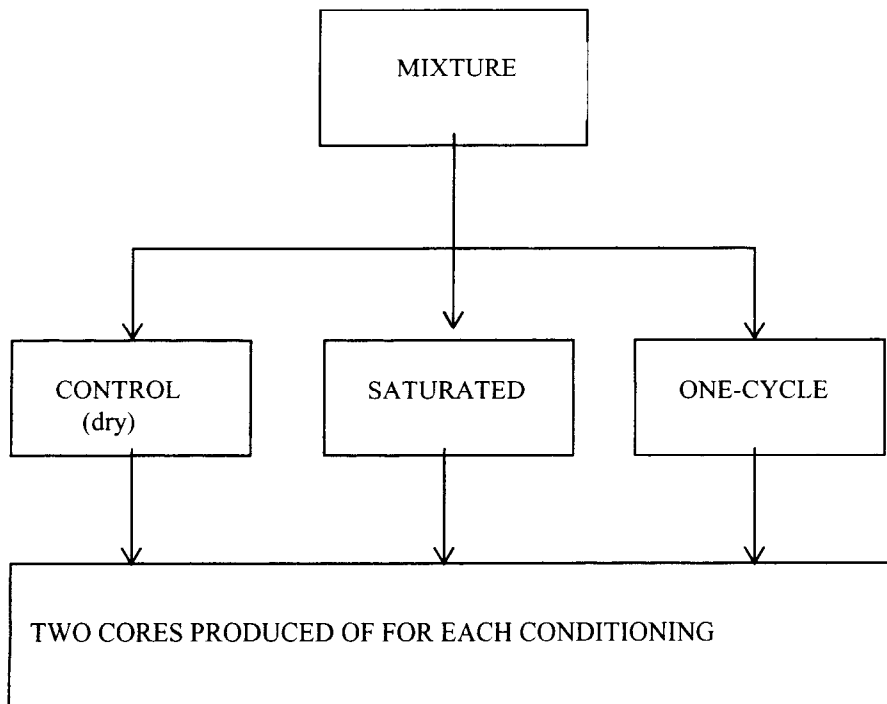 MIXTURE
CONTROL
(dry)
SATURATED
ONE-CYCLE
TWO CORES PRODUCED OF FOR EACH CONDITIONING